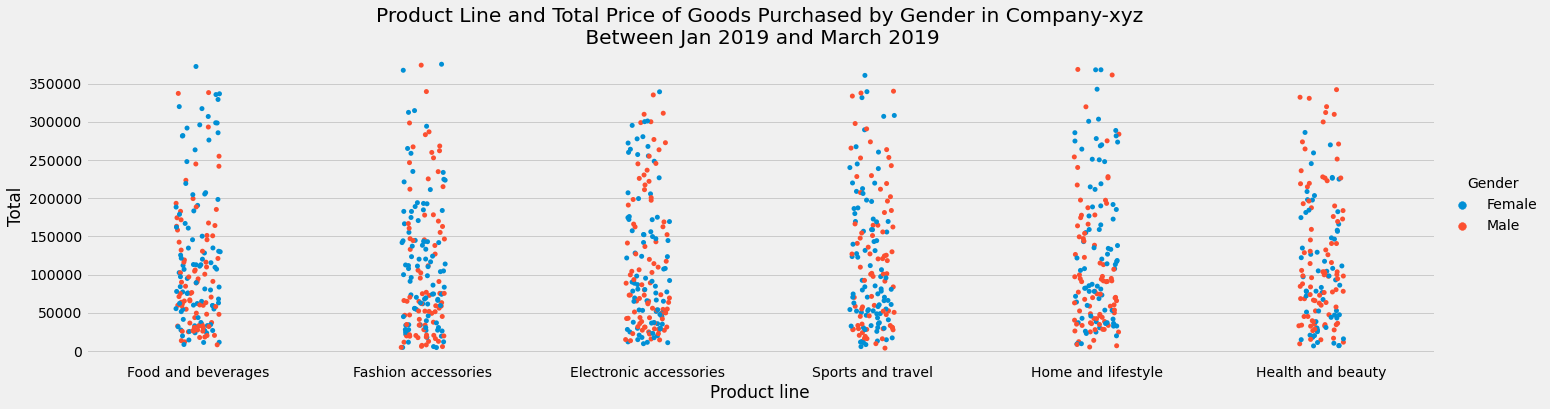 Product Line and Total Price of Goods Purchased by Gender in Company-xyz
Between Jan 2019 and March 2019
350000
300000
250000
200000
150000
100000
50000
0
Total
Food and beverages
Fashion accessories
Electronic accessories
Sports and travel
Home and lifestyle
Health and beauty
Product line
Gender
Female
Male